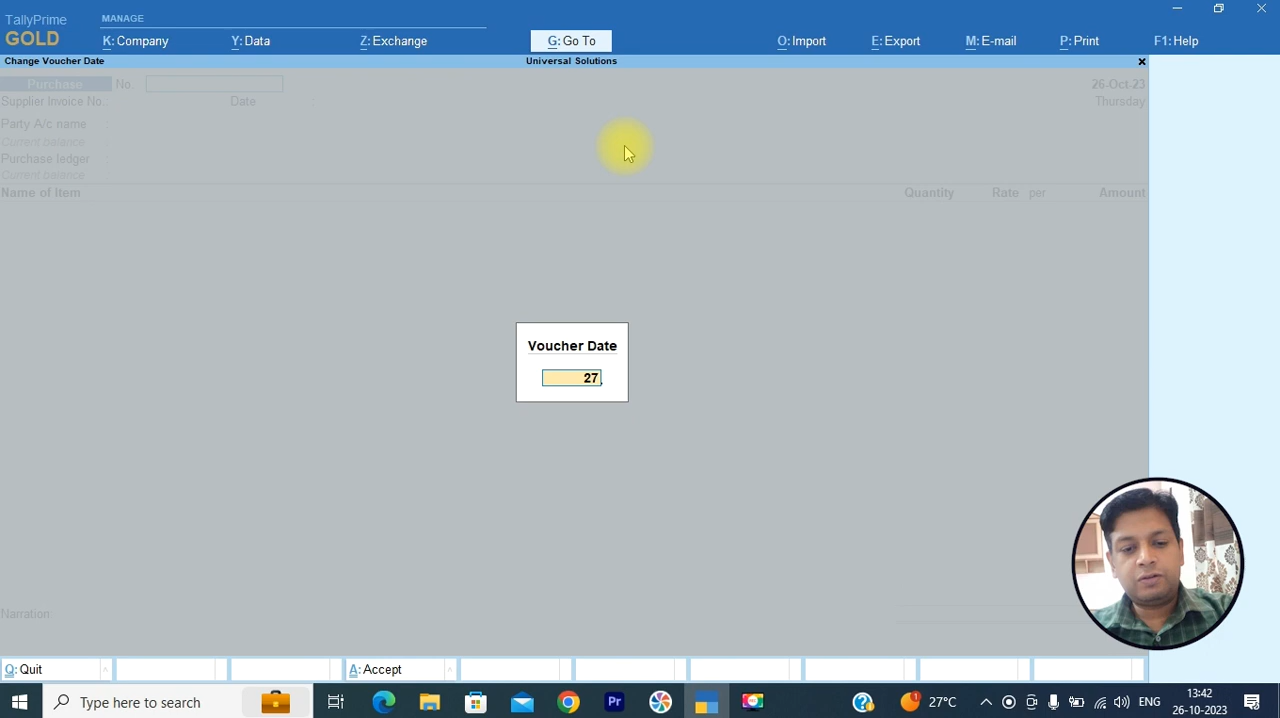 TallyPrime
GOLD
MANAGE
K:Company
Y:Data
Z:Exchange
G:Go To
O:Import
E:Export
M:E-mail
P:Print
F1:Help
Change Voucher Date
Universal Solutions
Purchase
No.
26-Oct-23
Supplier Invoice No.
Date
:
Thursday
Party A/c name :
Current balance :
Purchase ledger :
Current balance :
Name of Item
Quantity
Rate per
Amount
Voucher Date
27.
Narration:
Q:Quit
A:Accept
Type here to search
Pr
1
27°C
ENG
13:42
26-10-2023